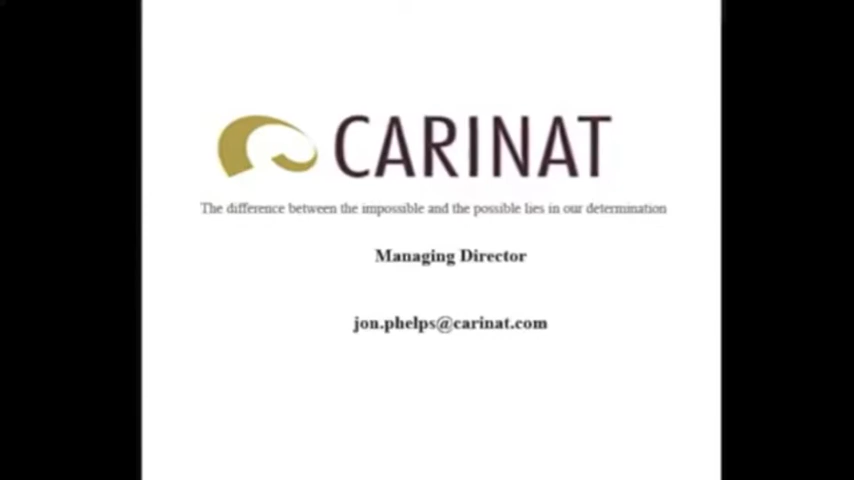 CARINAT
The difference between the impossible and the possible lies in our determination
Managing Director
jon.phelps@carinat.com